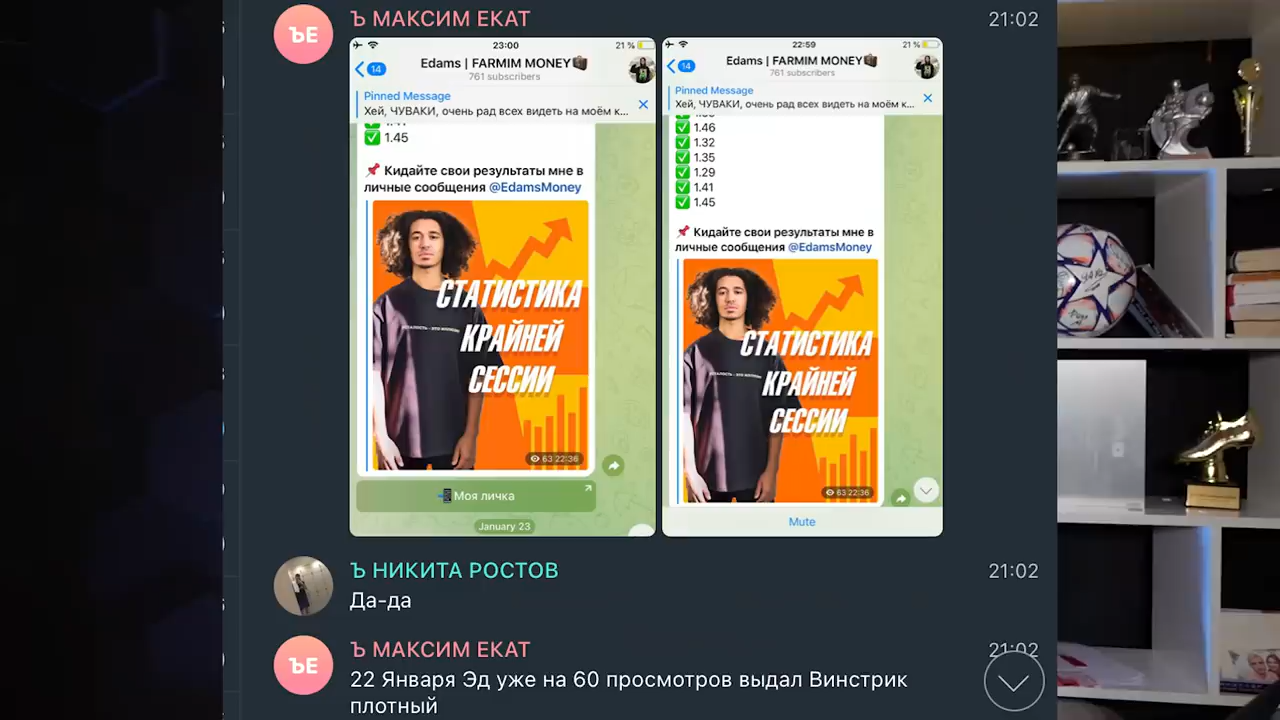 Ъ МАКСИМ ЕКАТ
21:02
ЪЕ
23:00
21 %
14
Edams | FARMIM MONEY
761 subscribers
Pinned Message
Хей, ЧУВАКИ, очень рад всех видеть на моём к...
1.45
Кидайте свои результаты мне в
личные сообщения @EdamsMoney
СТАТИСТИКА
КРАЙНЕЙ
СЕССИИ
63 22:36
Моя личка
January 23
22:59
21 %
14
Edams | FARMIM MONEY
761 subscribers
Pinned Message
Хей, ЧУВАКИ, очень рад всех видеть на моём к...
1.46
1.32
1.35
1.29
1.41
1.45
Кидайте свои результаты мне в
личные сообщения @EdamsMoney
СТАТИСТИКА
КРАЙНЕЙ
СЕССИИ
63 22:36
Mute
Ъ НИКИТА РОСТОВ
21:02
Да-да
Ъ МАКСИМ ЕКАТ
21:02
ЪЕ
22 Января Эд уже на 60 просмотров выдал Винстрик
плотный